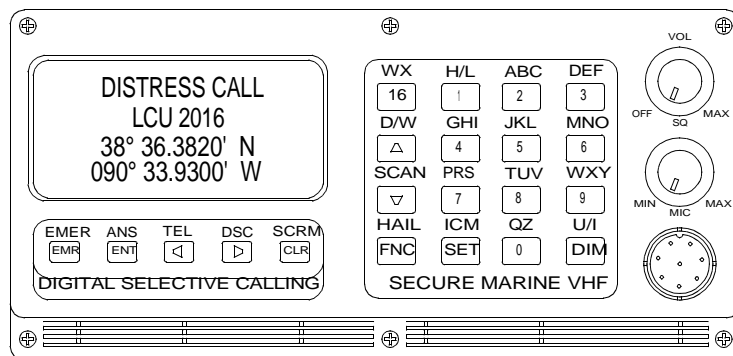 DISTRESS CALL
LCU 2016
38° 36.3820' N
090° 33.9300' W
EMER ANS TEL DSC SCRM
EMR ENT CLR
DIGITAL SELECTIVE CALLING
WX H/L ABC DEF
16 1 2 3
D/W GHI JKL MNO
4 5 6
SCAN PRS TUV WXY
7 8 9
HAIL ICM QZ U/I
FNC SET 0 DIM
SECURE MARINE VHF
VOL
OFF SQ MAX
MIN MIC MAX